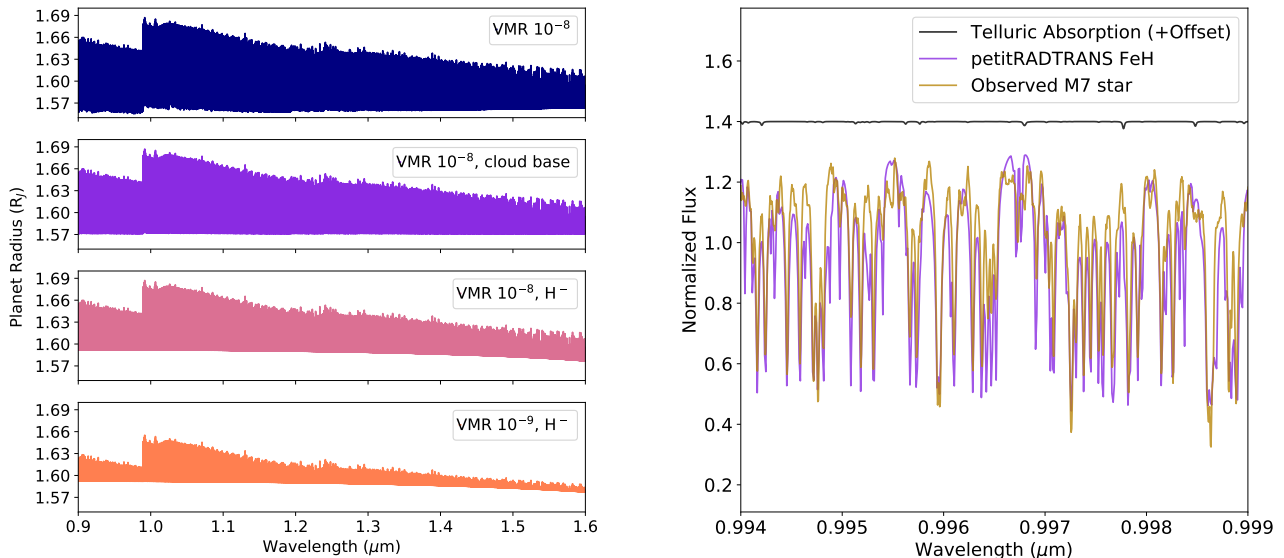 1.69
1.66
1.63
1.60
1.57
VMR 10⁻⁸
1.69
1.66
1.63
1.60
1.57
VMR 10⁻⁸, cloud base
1.69
1.66
1.63
1.60
1.57
VMR 10⁻⁸, H⁻
1.69
1.66
1.63
1.60
1.57
VMR 10⁻⁹, H⁻
Planet Radius (Rⱼ)
0.9 1.0 1.1 1.2 1.3 1.4 1.5 1.6
Wavelength (μm)
Telluric Absorption (+Offset)
petitRADTRANS FeH
Observed M7 star
1.6
1.4
1.2
1.0
0.8
0.6
0.4
0.2
Normalized Flux
0.994 0.995 0.996 0.997 0.998 0.999
Wavelength (μm)